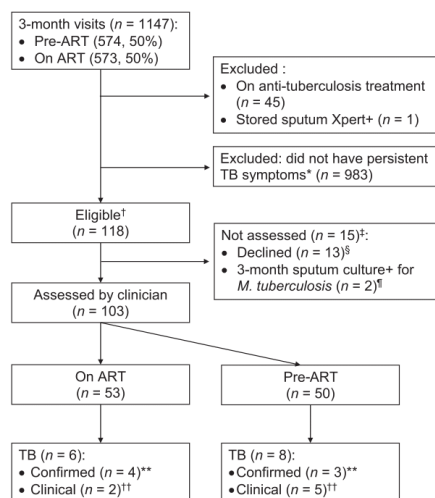 3-month visits (n = 1147):
• Pre-ART (574, 50%)
• On ART (573, 50%)
Excluded :
• On anti-tuberculosis treatment
(n = 45)
• Stored sputum Xpert+ (n = 1)
Excluded: did not have persistent
TB symptoms* (n = 983)
Eligible†
(n = 118)
Not assessed (n = 15)‡:
• Declined (n = 13)§
• 3-month sputum culture+ for
M. tuberculosis (n = 2)¶
Assessed by clinician
(n = 103)
On ART
(n = 53)
Pre-ART
(n = 50)
TB (n = 6):
• Confirmed (n = 4)**
• Clinical (n = 2)††
TB (n = 8):
•Confirmed (n = 3)**
•Clinical (n = 5)††